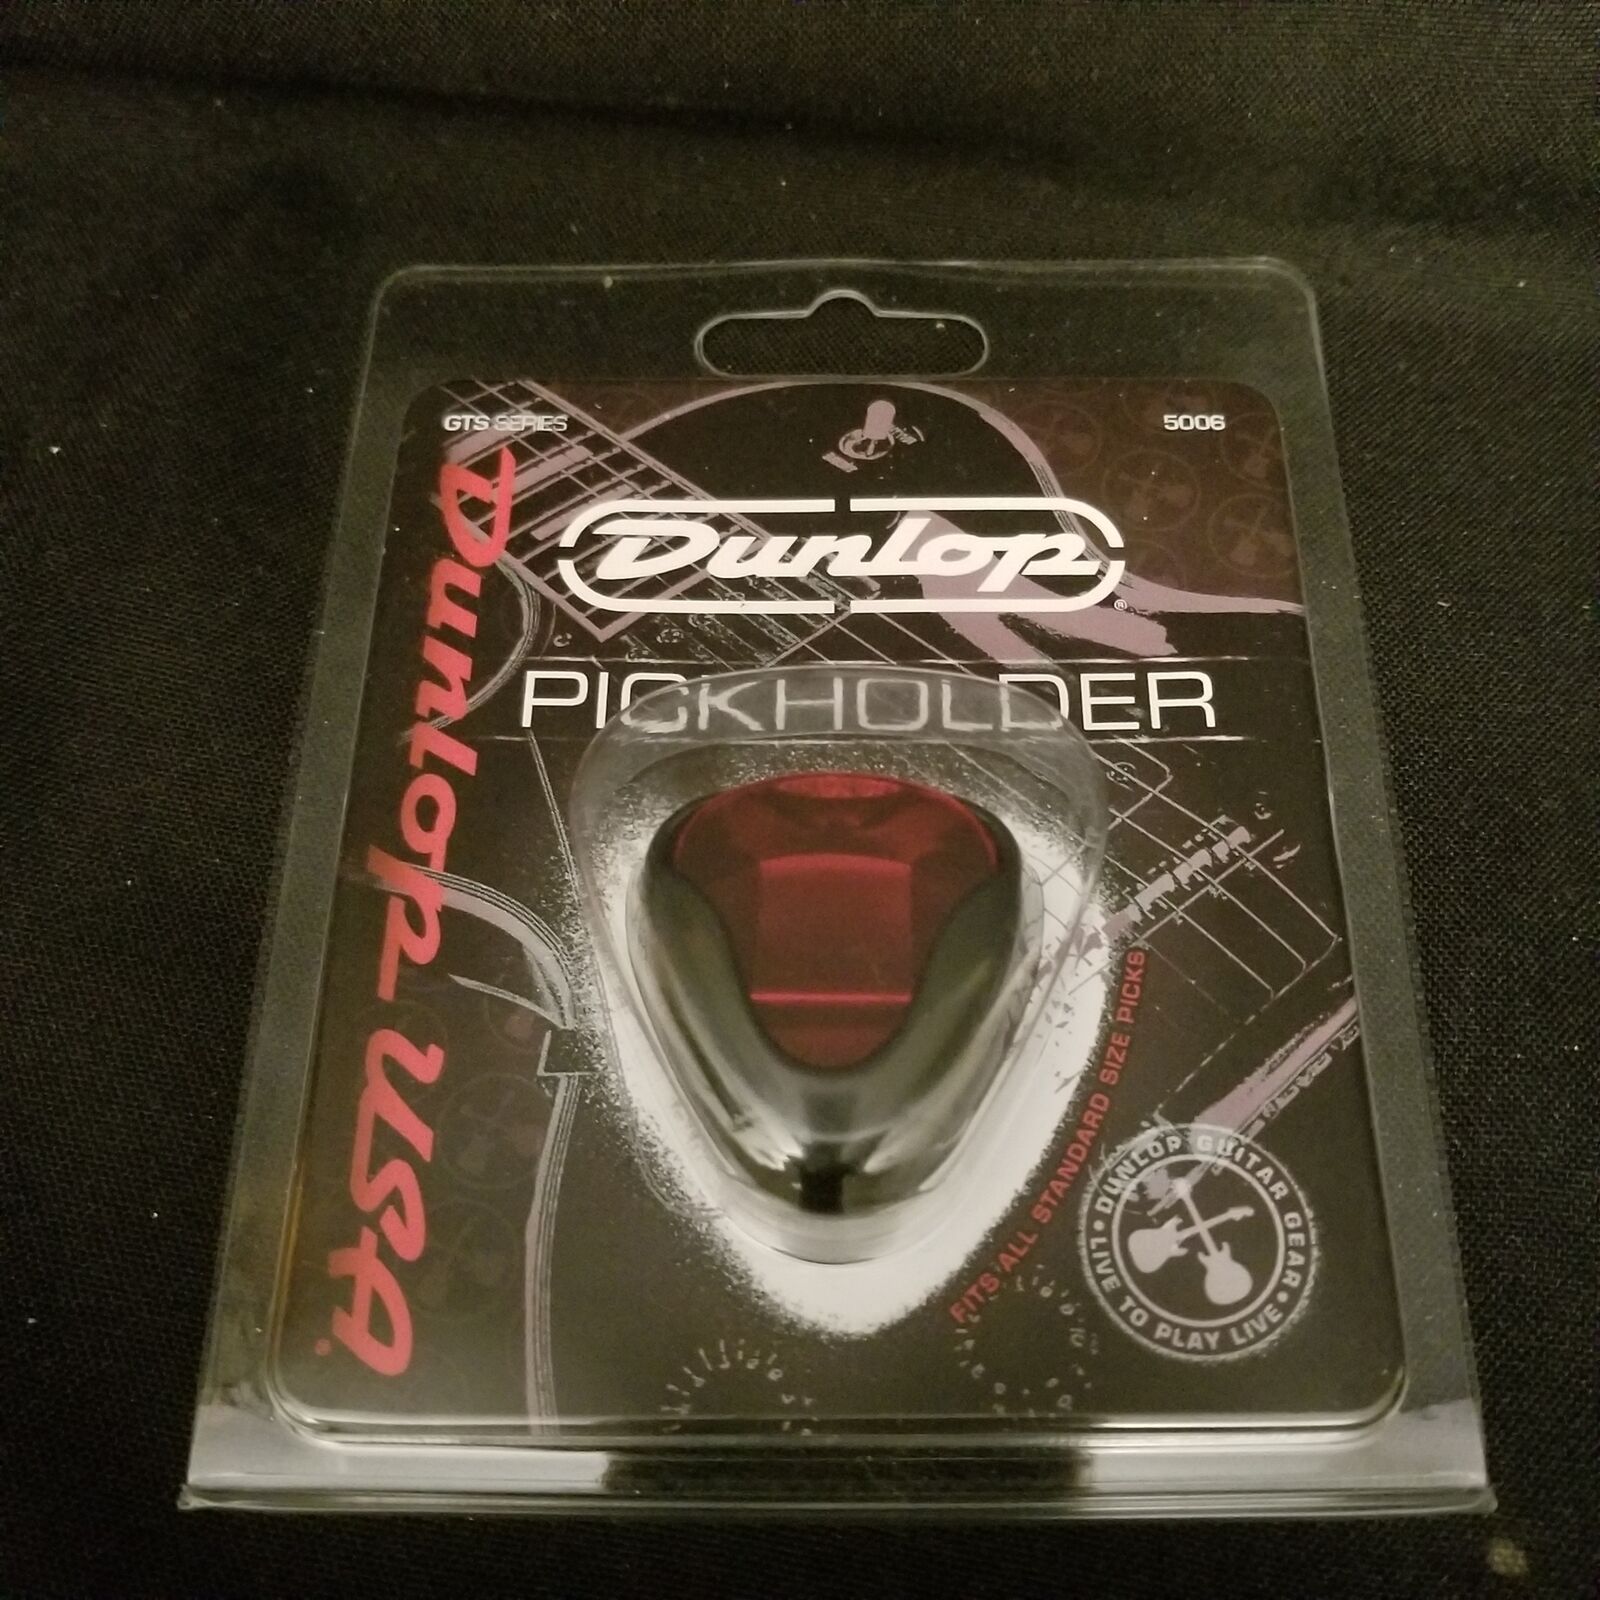 GTS SERIES
5006
Dunlop®
PICKHOLDER
Dunlop USA
FITS ALL STANDARD SIZE PICKS
• DUNLOP GUITAR GEAR •
LIVE TO PLAY LIVE